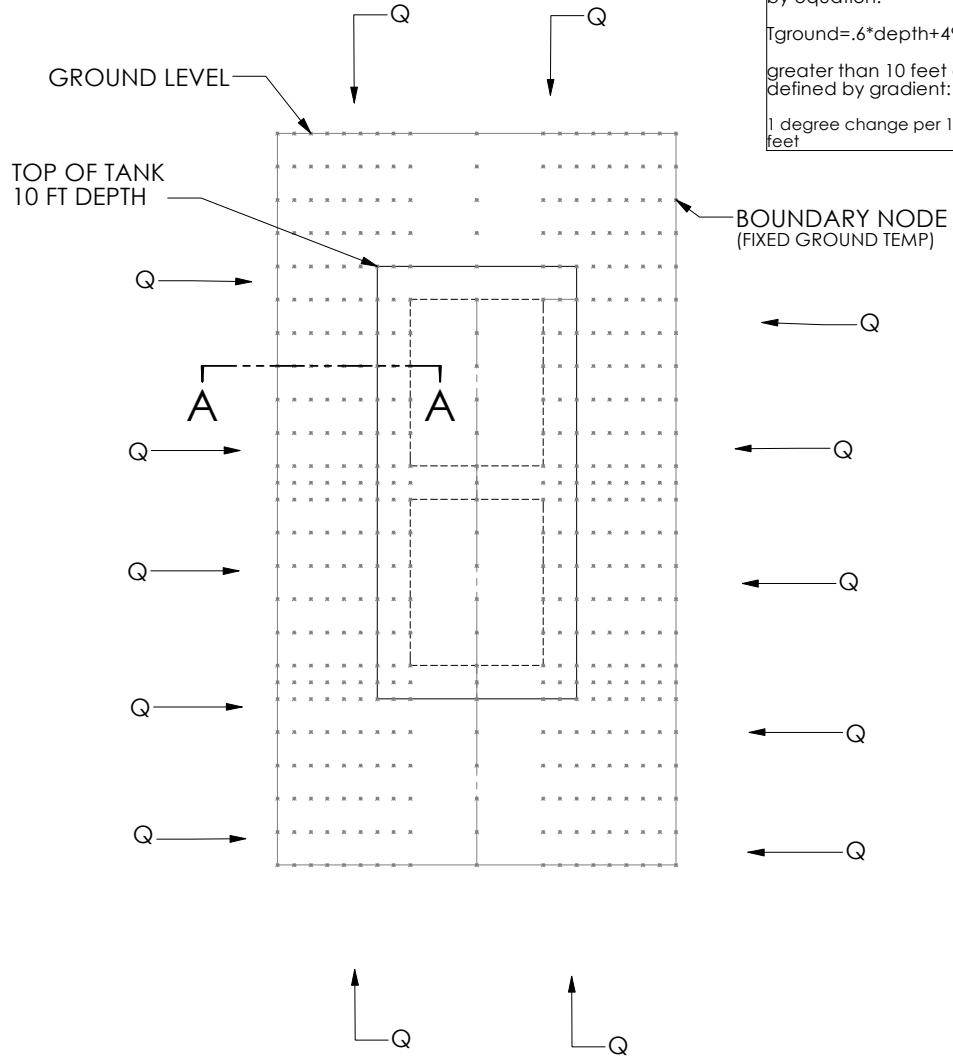 by equation:
Tground=.6*depth+49
greater than 10 feet
defined by gradient:
1 degree change per 1
feet
Q
Q
GROUND LEVEL
TOP OF TANK
10 FT DEPTH
BOUNDARY NODE
(FIXED GROUND TEMP)
Q
Q
A
A
Q
Q
Q
Q
Q
Q
Q
Q
Q
Q